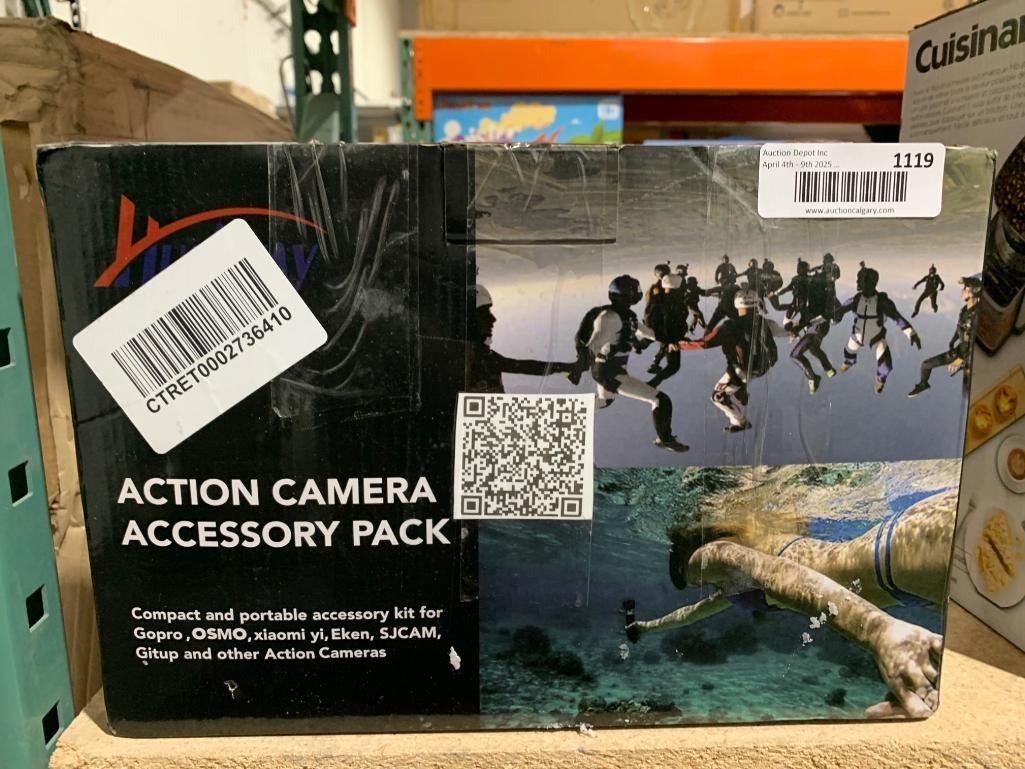 Auction Depot Inc
April 4th - 9th 2025 ...
1119
www.auctioncalgary.com
CTRET0002736410
ACTION CAMERA
ACCESSORY PACK
Compact and portable accessory kit for
Gopro ,OSMO,xiaomi yi,Eken, SJCAM,
Gitup and other Action Cameras